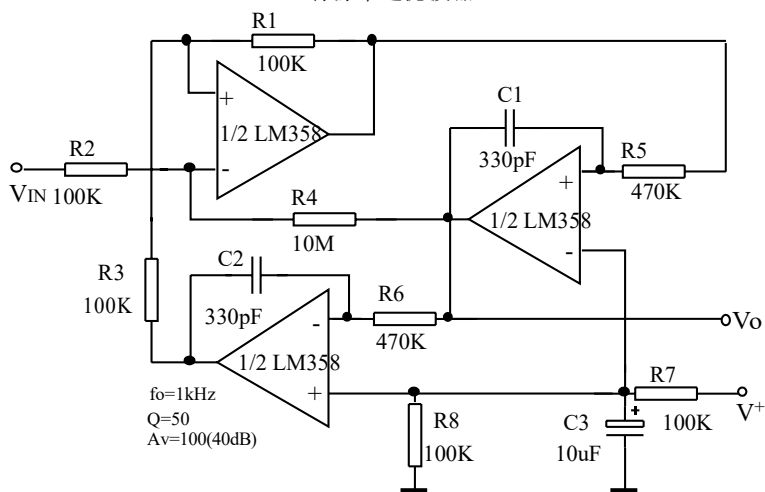 R1
100K
C1
+
1/2 LM358
330pF
R5
R2
-
+
VIN
100K
R4
470K
1/2 LM358
10M
-
R3
C2
100K
R6
330pF
-
Vo
1/2 LM358
470K
R7
fo=1kHz
+
V+
Q=50
C3
+
100K
Av=100(40dB)
R8
100K
10uF